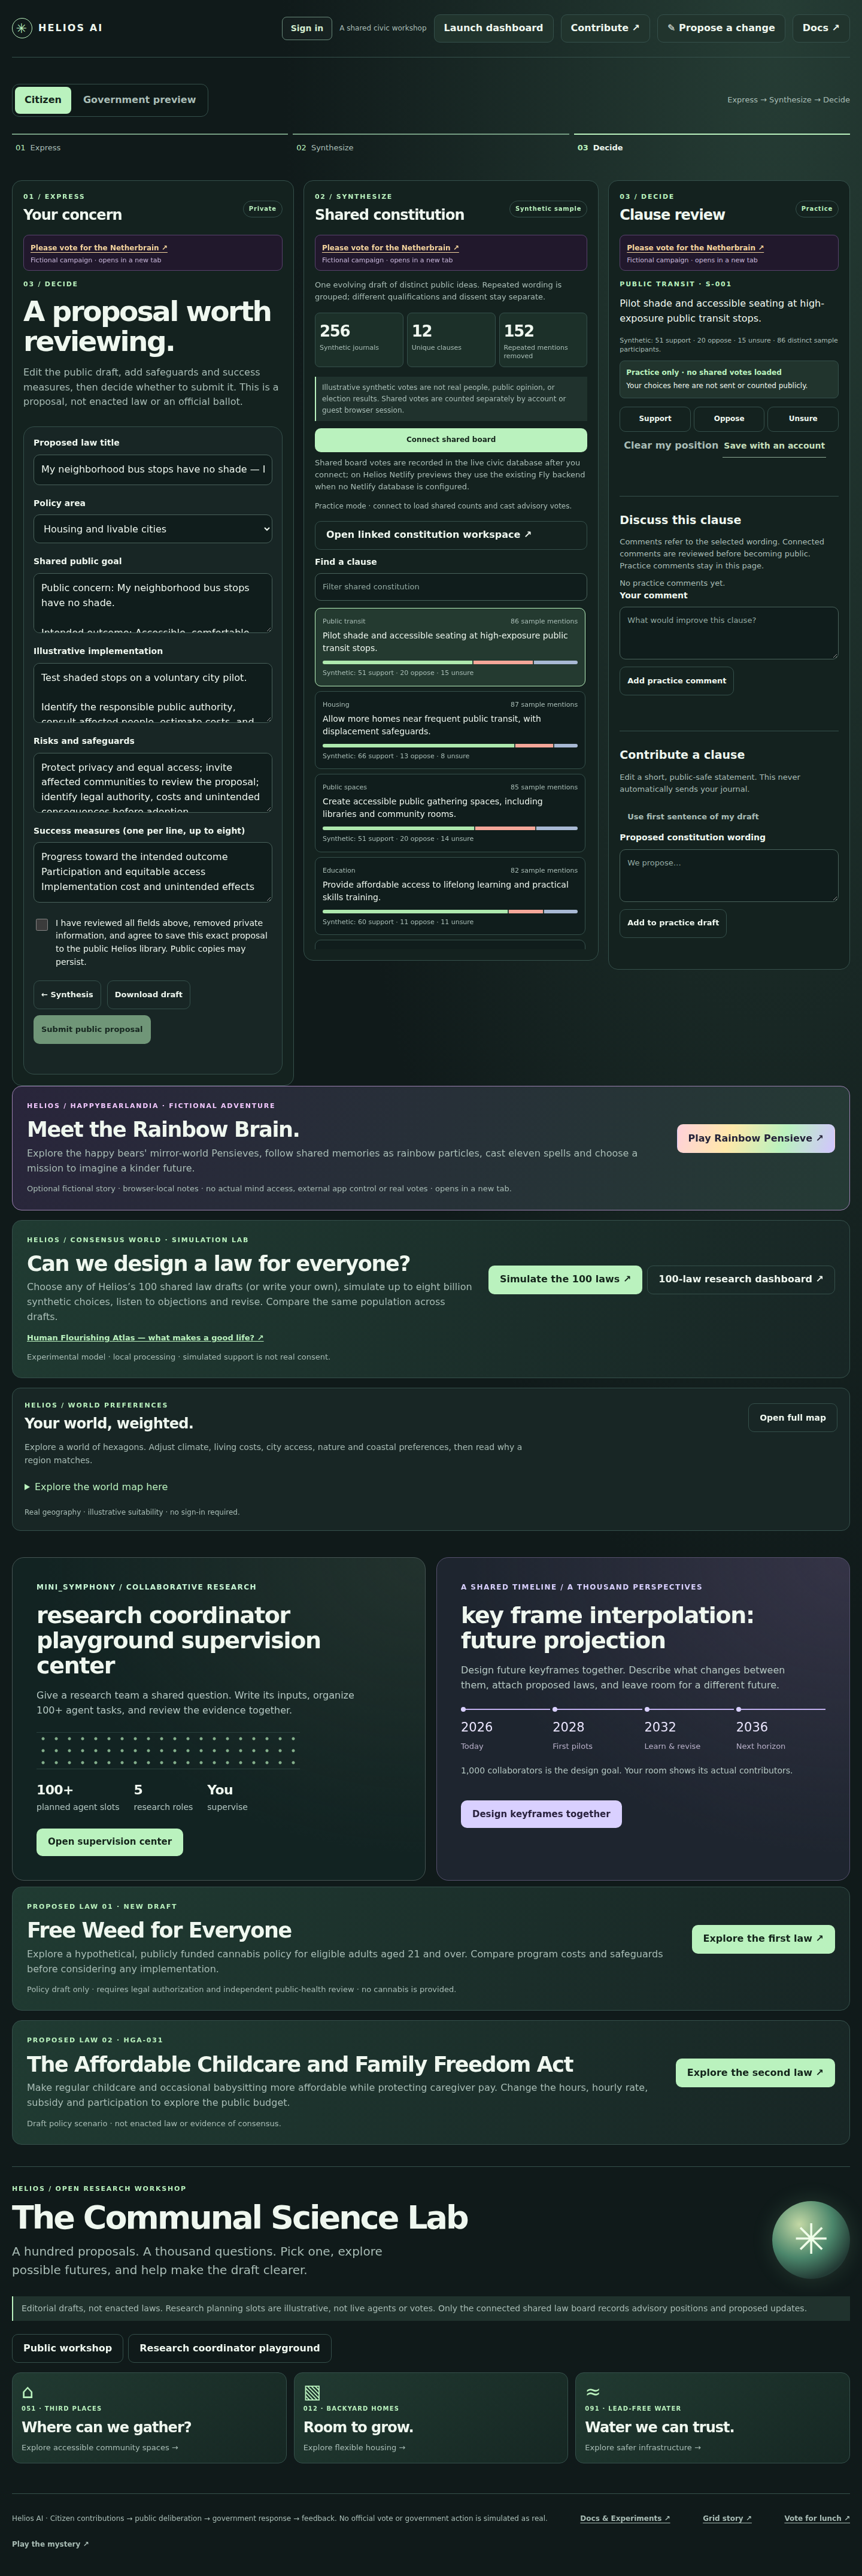 HELIOS AI
Sign in
A shared civic workshop
Launch dashboard
Contribute ↗
✎ Propose a change
Docs ↗
Citizen
Government preview
Express → Synthesize → Decide
01 Express
02 Synthesize
03 Decide
01 / EXPRESS
Your concern
Private
Please vote for the Netherbrain ↗
Fictional campaign · opens in a new tab
03 / DECIDE
A proposal worth
reviewing.
Edit the public draft, add safeguards and success
measures, then decide whether to submit it. This is a
proposal, not an enacted law or an official ballot.
Proposed law title
My neighborhood bus stops have no shade — I
Policy area
Housing and livable cities
Shared public goal
Public concern: My neighborhood bus stops
have no shade.
Intended outcome: Accessible, comfortable
Illustrative implementation
Test shaded stops on a voluntary city pilot.
Identify the responsible public authority,
consult affected people, estimate costs, and
Risks and safeguards
Protect privacy and equal access; invite
affected communities to review the proposal;
identify legal authority, costs and unintended
consequences before adoption.
Success measures (one per line, up to eight)
Progress toward the intended outcome
Participation and equitable access
Implementation cost and unintended effects
I have reviewed all fields above, removed private
information, and agree to save this exact proposal
to the public Helios library. Public copies may
persist.
← Synthesis
Download draft
Submit public proposal
02 / SYNTHESIZE
Shared constitution
Synthetic sample
Please vote for the Netherbrain ↗
Fictional campaign · opens in a new tab
One evolving draft of distinct public ideas. Repeated wording is
grouped; different qualifications and dissent stay separate.
256
Synthetic journals
12
Unique clauses
152
Repeated mentions
removed
Illustrative synthetic votes are not real people, public opinion, or
election results. Shared votes are counted separately by account or
guest browser session.
Connect shared board
Shared board votes are recorded in the live civic database after you
connect; on Helios Netlify previews they use the existing Fly backend
when no Netlify database is configured.
Practice mode · connect to load shared counts and cast advisory votes.
Open linked constitution workspace ↗
Find a clause
Filter shared constitution
Public transit
86 sample mentions
Pilot shade and accessible seating at high-exposure public
transit stops.
Synthetic: 51 support · 20 oppose · 15 unsure
Housing
87 sample mentions
Allow more homes near frequent public transit, with
displacement safeguards.
Synthetic: 66 support · 13 oppose · 8 unsure
Public spaces
85 sample mentions
Create accessible public gathering spaces, including
libraries and community rooms.
Synthetic: 51 support · 20 oppose · 14 unsure
Education
82 sample mentions
Provide affordable access to lifelong learning and practical
skills training.
Synthetic: 60 support · 11 oppose · 11 unsure
03 / DECIDE
Clause review
Practice
Please vote for the Netherbrain ↗
Fictional campaign · opens in a new tab
PUBLIC TRANSIT · S-001
Pilot shade and accessible seating at high-
exposure public transit stops.
Synthetic: 51 support · 20 oppose · 15 unsure · 86 distinct sample
participants.
Practice only · no shared votes loaded
Your choices here are not sent or counted publicly.
Support
Oppose
Unsure
Clear my position
Save with an account
Discuss this clause
Comments refer to the selected wording. Connected
comments are reviewed before becoming public.
Practice comments stay in this page.
No practice comments yet.
Your comment
What would improve this clause?
Add practice comment
Contribute a clause
Edit a short, public-safe statement. This never
automatically sends your journal.
Use first sentence of my draft
Proposed constitution wording
We propose...
Add to practice draft
HELIOS / HAPPYBEARLANDIA · FICTIONAL ADVENTURE
Meet the Rainbow Brain.
Explore the happy bears' mirror-world Pensieves, follow shared memories as rainbow particles, cast eleven spells and choose a
mission to imagine a kinder future.
Optional fictional story · browser-local notes · no actual mind access, external app control or real votes · opens in a new tab.
Play Rainbow Pensieve ↗
HELIOS / CONSENSUS WORLD · SIMULATION LAB
Can we design a law for everyone?
Choose any of Helios's 100 shared law drafts (or write your own), simulate up to eight billion
synthetic choices, listen to objections and revise. Compare the same population across
drafts.
Human Flourishing Atlas — what makes a good life? ↗
Experimental model · local processing · simulated support is not real consent.
Simulate the 100 laws ↗
100-law research dashboard ↗
HELIOS / WORLD PREFERENCES
Your world, weighted.
Explore a world of hexagons. Adjust climate, living costs, city access, nature and coastal preferences, then read why a
region matches.
▶ Explore the world map here
Real geography · illustrative suitability · no sign-in required.
Open full map
MINI_SYMPHONY / COLLABORATIVE RESEARCH
research coordinator
playground supervision
center
Give a research team a shared question. Write its inputs, organize
100+ agent tasks, and review the evidence together.
100+
planned agent slots
5
research roles
You
supervise
Open supervision center
A SHARED TIMELINE / A THOUSAND PERSPECTIVES
key frame interpolation:
future projection
Design future keyframes together. Describe what changes between
them, attach proposed laws, and leave room for a different future.
2026
Today
2028
First pilots
2032
Learn & revise
2036
Next horizon
1,000 collaborators is the design goal. Your room shows its actual contributors.
Design keyframes together
PROPOSED LAW 01 · NEW DRAFT
Free Weed for Everyone
Explore a hypothetical, publicly funded cannabis policy for eligible adults aged 21 and over. Compare program costs and safeguards
before considering any implementation.
Policy draft only · requires legal authorization and independent public-health review · no cannabis is provided.
Explore the first law ↗
PROPOSED LAW 02 · HGA-031
The Affordable Childcare and Family Freedom Act
Make regular childcare and occasional babysitting more affordable while protecting caregiver pay. Change the hours, hourly rate,
subsidy and participation to explore the public budget.
Draft policy scenario · not enacted law or evidence of consensus.
Explore the second law ↗
HELIOS / OPEN RESEARCH WORKSHOP
The Communal Science Lab
A hundred proposals. A thousand questions. Pick one, explore
possible futures, and help make the draft clearer.
Editorial drafts, not enacted laws. Research planning slots are illustrative, not live agents or votes. Only the connected shared law board records advisory positions and proposed updates.
Public workshop
Research coordinator playground
051 · THIRD PLACES
Where can we gather?
Explore accessible community spaces →
012 · BACKYARD HOMES
Room to grow.
Explore flexible housing →
091 · LEAD-FREE WATER
Water we can trust.
Explore safer infrastructure →
Helios AI · Citizen contributions → public deliberation → government response → feedback. No official vote or government action is simulated as real.
Docs & Experiments ↗
Grid story ↗
Vote for lunch ↗
Play the mystery ↗